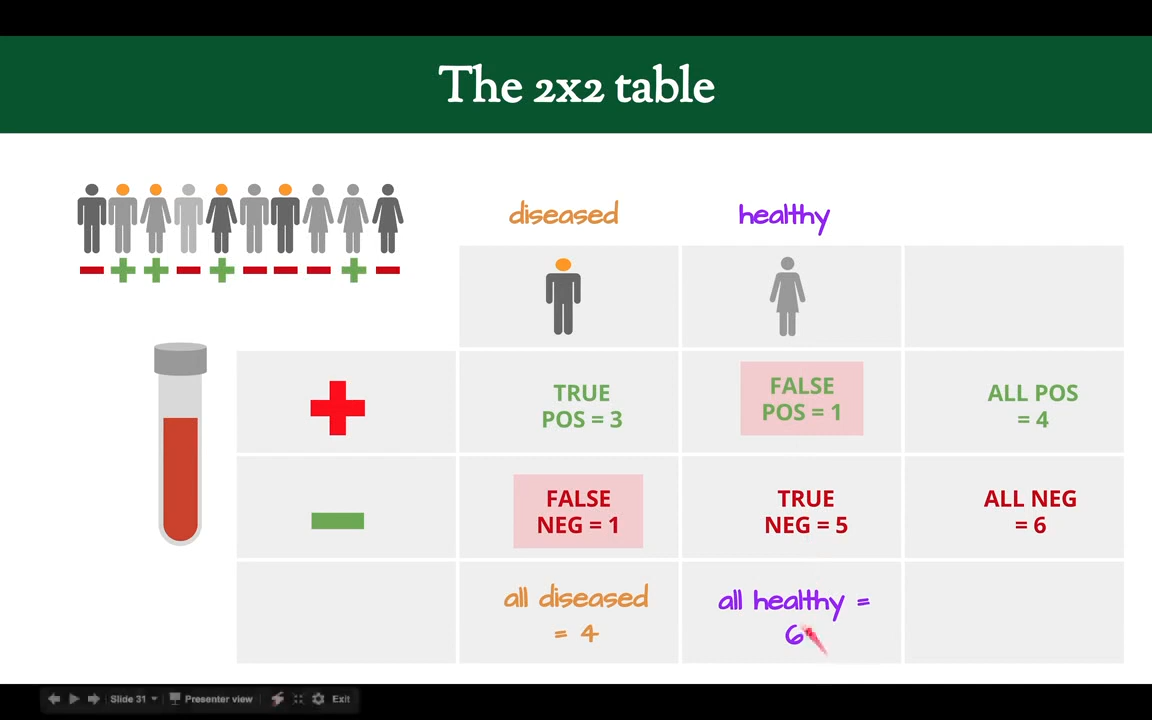 The 2x2 table
diseased
healthy
TRUE
POS = 3
FALSE
POS = 1
ALL POS
= 4
FALSE
NEG = 1
TRUE
NEG = 5
ALL NEG
= 6
all diseased
= 4
all healthy =
6
Slide 31
Presenter view
Exit